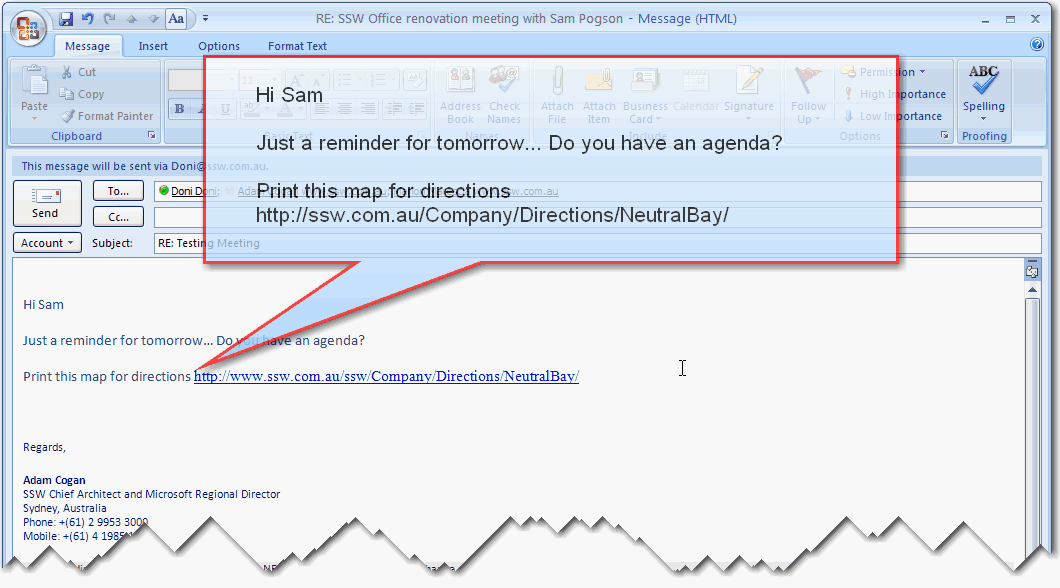 Aa
RE: SSW Office renovation meeting with Sam Pogson - Message (HTML)
Message Insert Options Format Text
Cut
Copy
Format Painter
Paste
Clipboard
11
B I U
Basic Text
Address Book
Check Names
Names
Attach File
Attach Item
Business Card
Calendar
Signature
Include
Follow Up
Permission
High Importance
Low Importance
Options
ABC
Spelling
Proofing
Hi Sam
Just a reminder for tomorrow... Do you have an agenda?
Print this map for directions
http://ssw.com.au/Company/Directions/NeutralBay/
This message will be sent via Doni@ssw.com.au.
Send
To...
Doni Doni;
Cc...
Account
Subject:
RE: Testing Meeting
Hi Sam
Just a reminder for tomorrow... Do you have an agenda?
Print this map for directions http://www.ssw.com.au/ssw/Company/Directions/NeutralBay/
Regards,
Adam Cogan
SSW Chief Architect and Microsoft Regional Director
Sydney, Australia
Phone: +(61) 2 9953 3000
Mobile: +(61) 4 1985